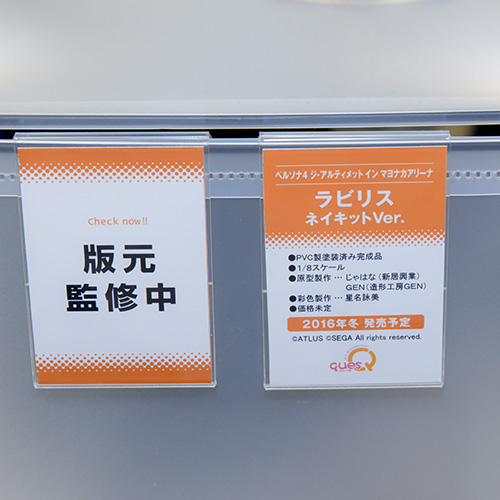 Check now!!
版元
監修中
ペルソナ4 ジ・アルティメット イン マヨナカアリーナ
ラビリス
ネイキットVer.
●PVC製塗装済み完成品
●1/8スケール
●原型製作 … じゃはな（新居興業）
GEN（造形工房GEN）
●彩色製作 … 星名詠美
●価格未定
2016年冬 発売予定
©ATLUS ©SEGA All rights reserved.
quesQ